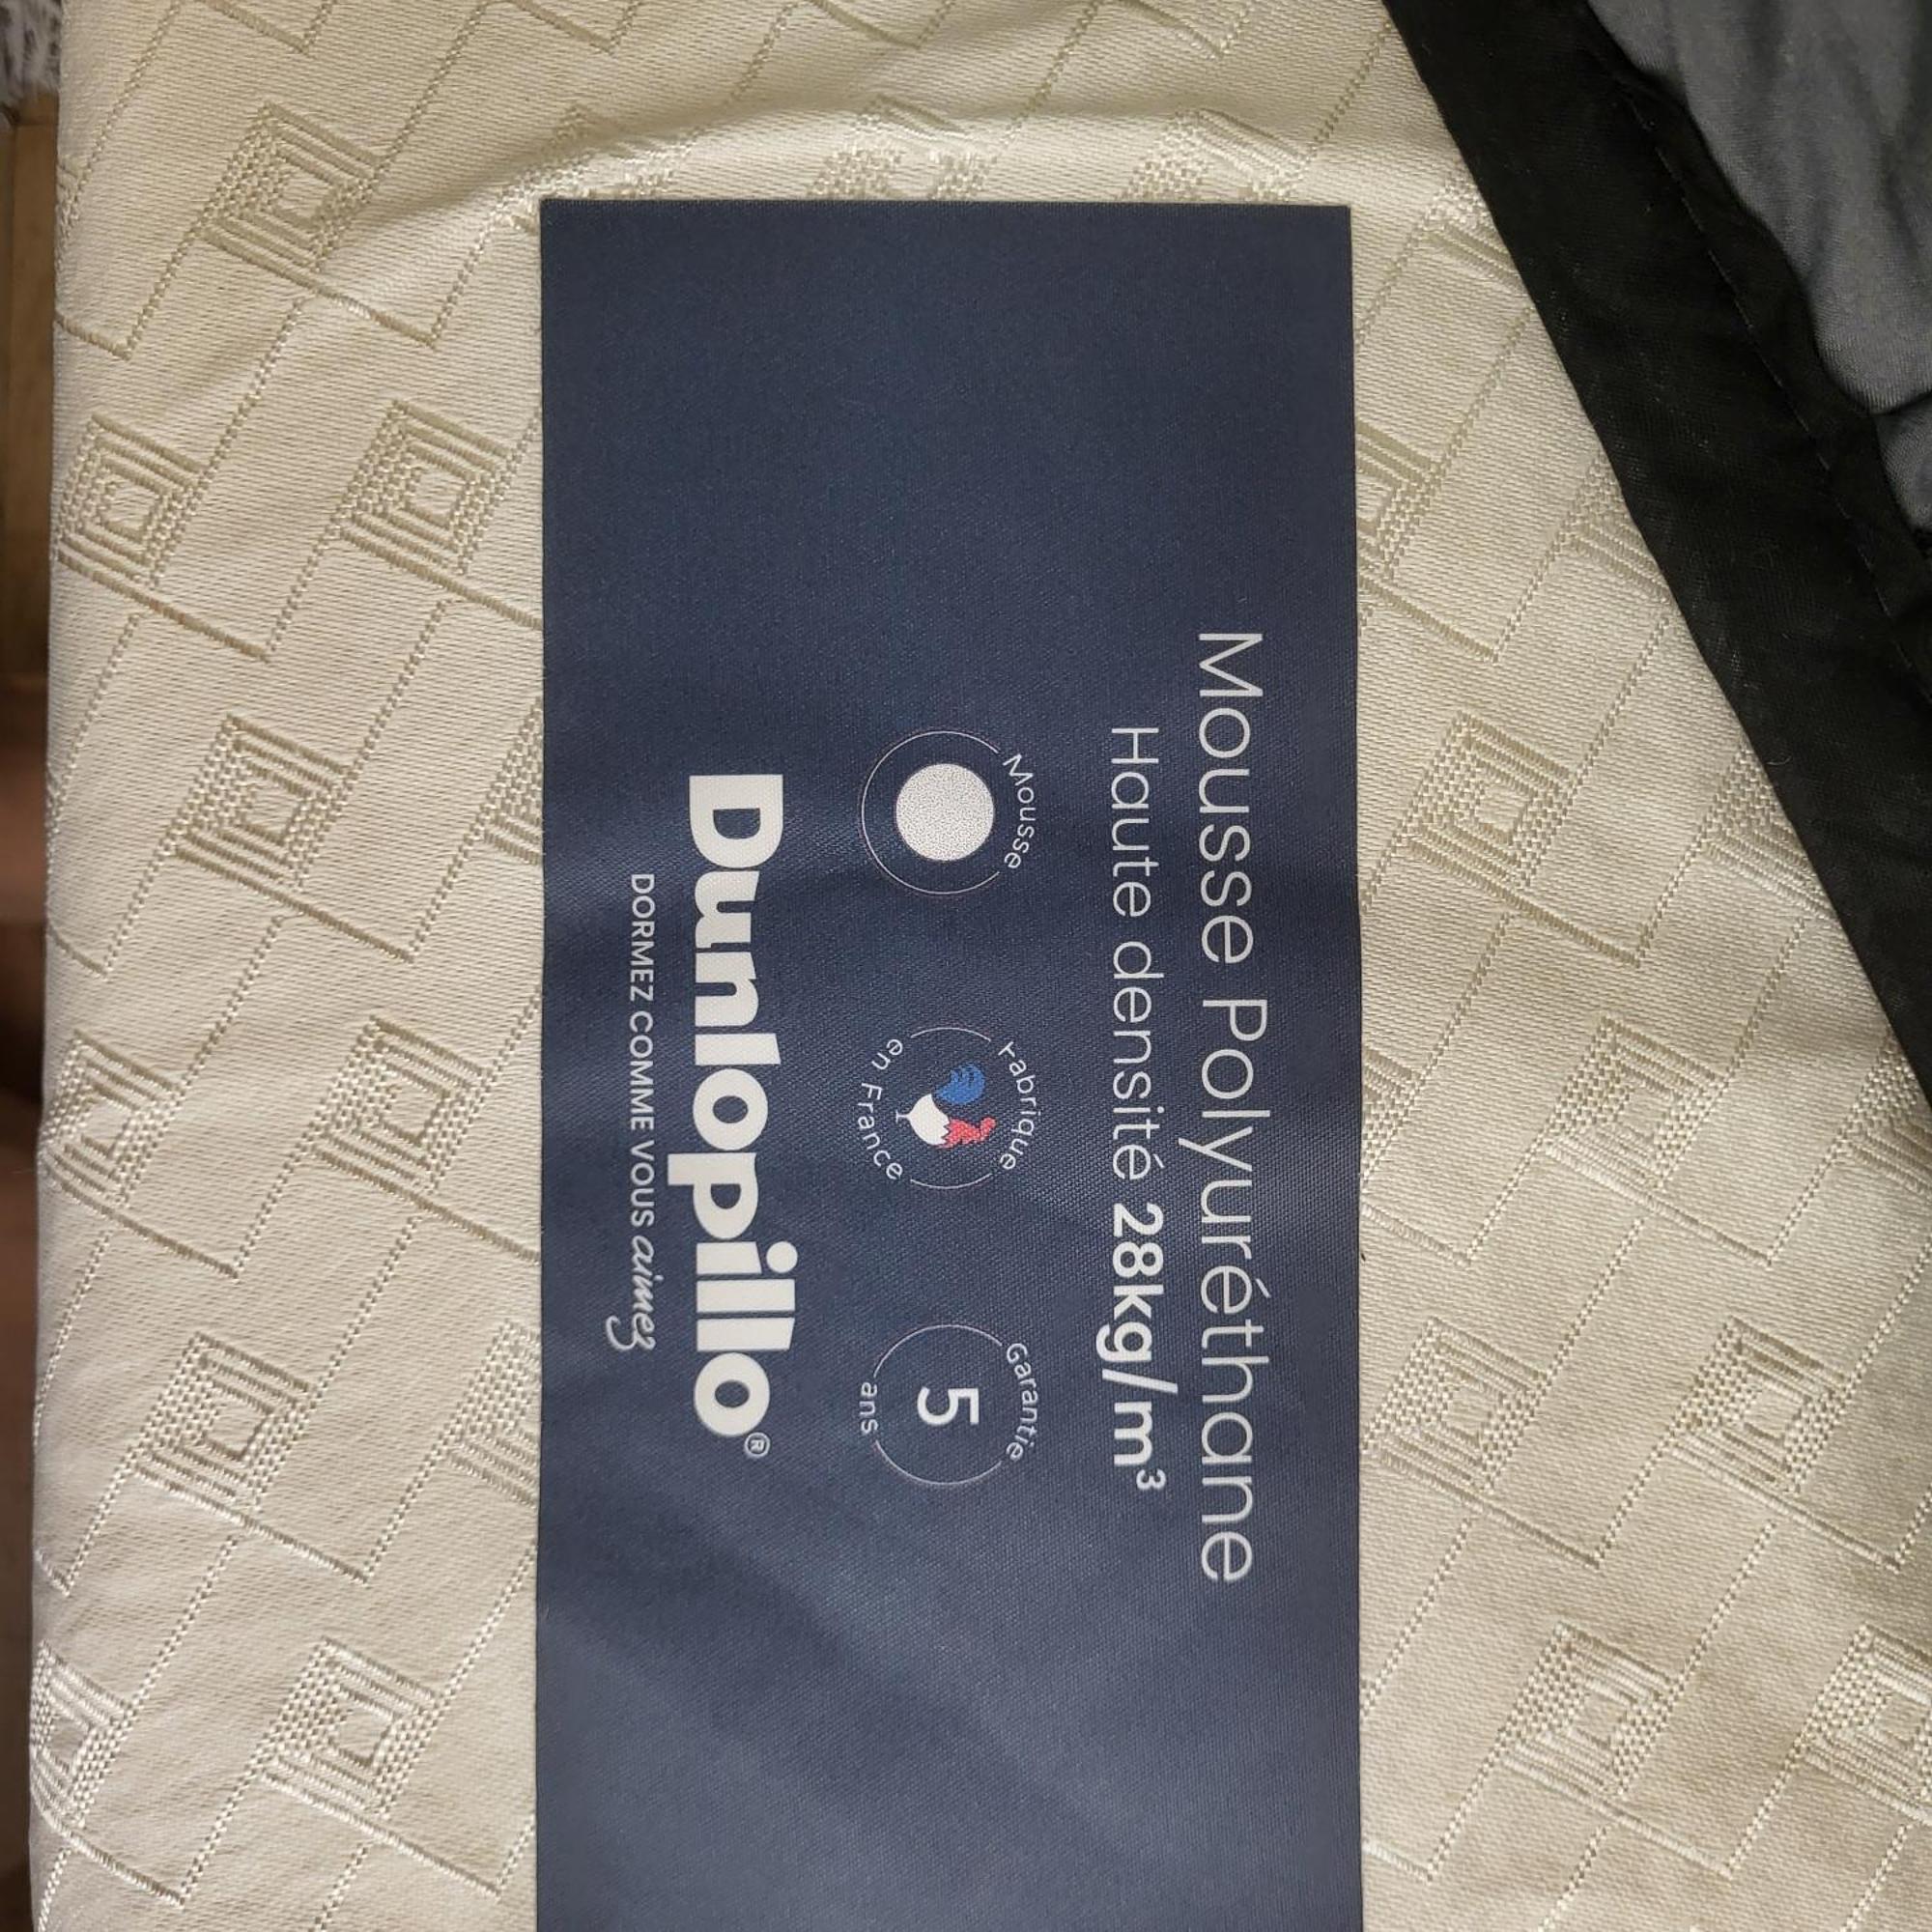 Mousse Polyuréthane
Haute densité 28kg/m³
Mousse
Fabriqué
en France
Garantie
5
ans
Dunlopillo®
DORMEZ COMME VOUS aimez